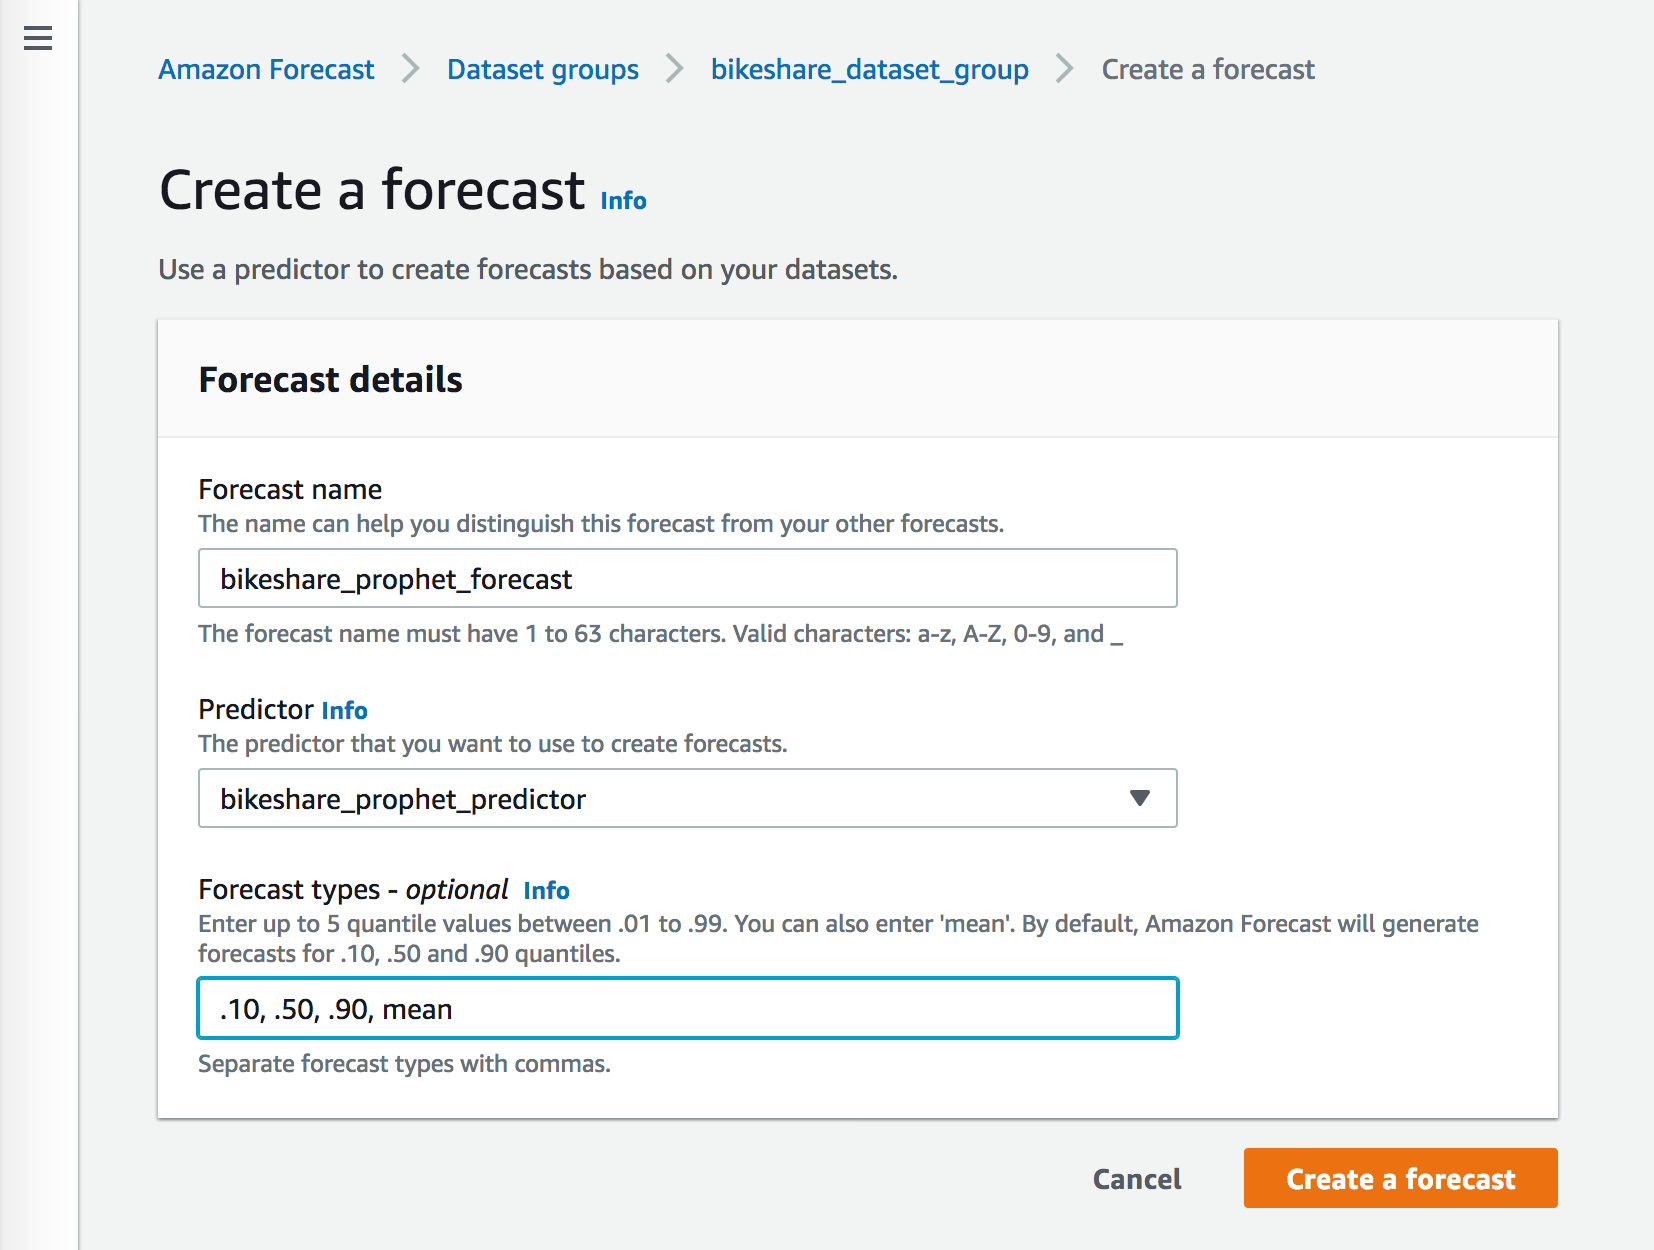 Amazon Forecast > Dataset groups > bikeshare_dataset_group > Create a forecast
Create a forecast Info
Use a predictor to create forecasts based on your datasets.
Forecast details
Forecast name
The name can help you distinguish this forecast from your other forecasts.
bikeshare_prophet_forecast
The forecast name must have 1 to 63 characters. Valid characters: a-z, A-Z, 0-9, and _
Predictor Info
The predictor that you want to use to create forecasts.
bikeshare_prophet_predictor
Forecast types - optional Info
Enter up to 5 quantile values between .01 to .99. You can also enter 'mean'. By default, Amazon Forecast will generate
forecasts for .10, .50 and .90 quantiles.
.10, .50, .90, mean
Separate forecast types with commas.
Cancel Create a forecast